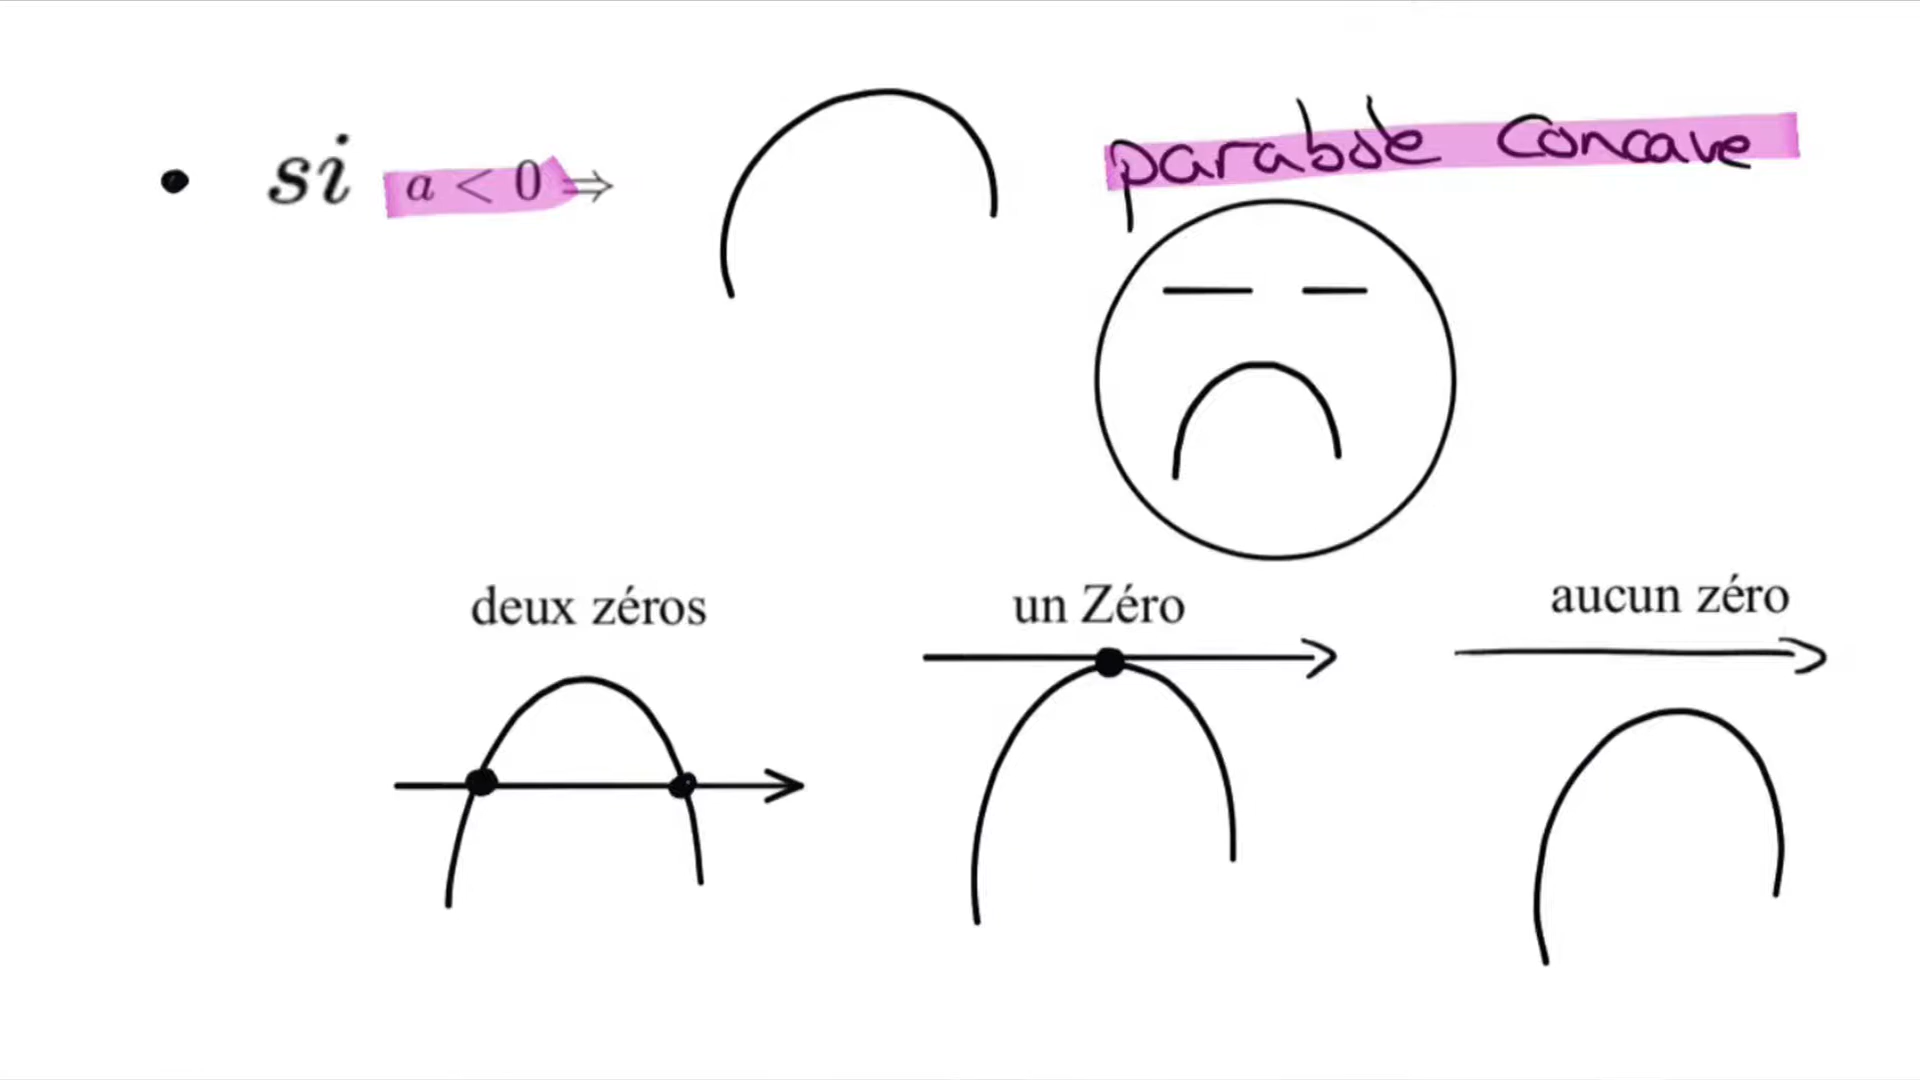 • si a < 0 ⇒ parabole concave
deux zéros un Zéro aucun zéro